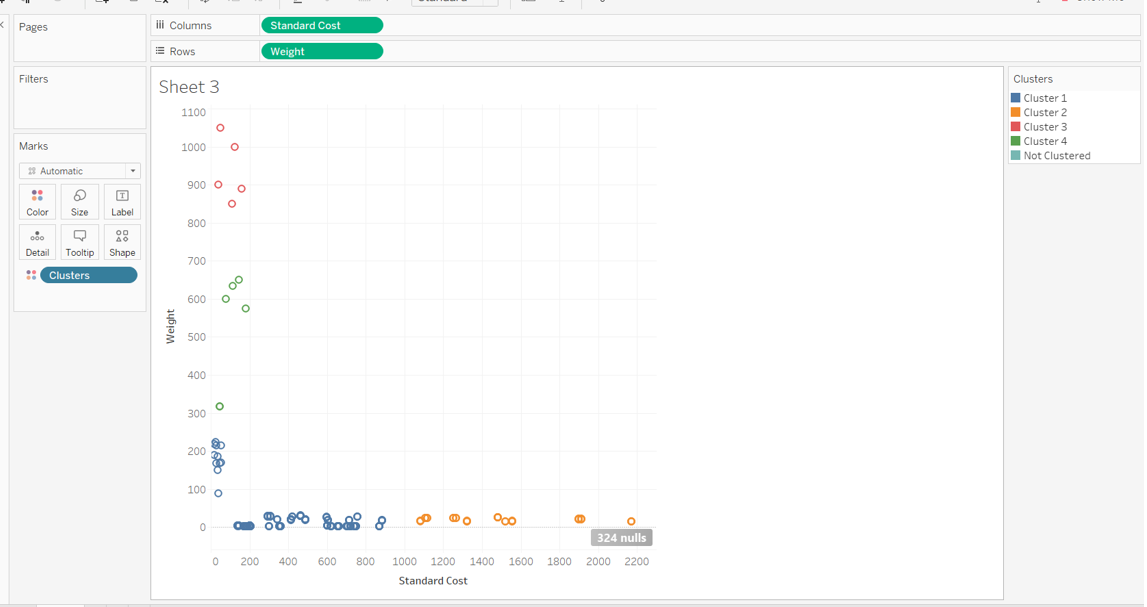 Pages
Columns
Standard Cost
Rows
Weight
Filters
Marks
Automatic
Color
Size
Label
Detail
Tooltip
Shape
Clusters
Sheet 3
1100
1000
900
800
700
600
500
400
300
200
100
0
Weight
324 nulls
0 200 400 600 800 1000 1200 1400 1600 1800 2000 2200
Standard Cost
Clusters
Cluster 1
Cluster 2
Cluster 3
Cluster 4
Not Clustered